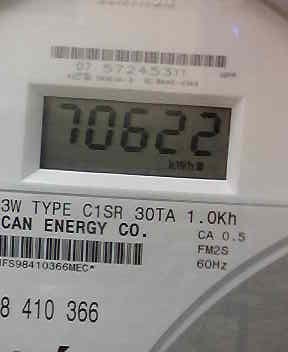 07 57245311
70622
kWh
3W TYPE C1SR 30TA 1.0Kh
CAN ENERGY CO.
CA 0.5
FM2S
IFS98410366MEC*
60Hz
8 410 366